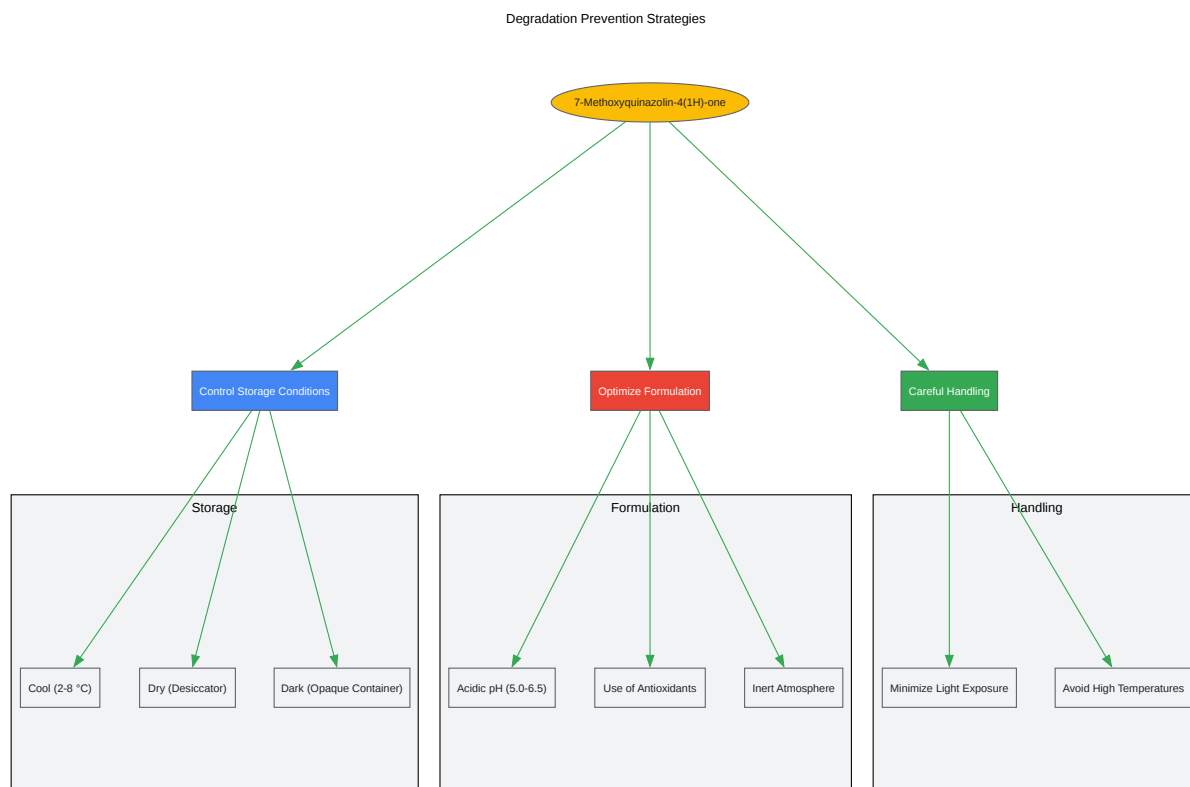 Degradation Prevention Strategies
7-Methoxyquinazolin-4(1H)-one
Control Storage Conditions
Optimize Formulation
Careful Handling
Storage
Formulation
Handling
Cool (2-8 °C)
Dry (Desiccator)
Dark (Opaque Container)
Acidic pH (5.0-6.5)
Use of Antioxidants
Inert Atmosphere
Minimize Light Exposure
Avoid High Temperatures